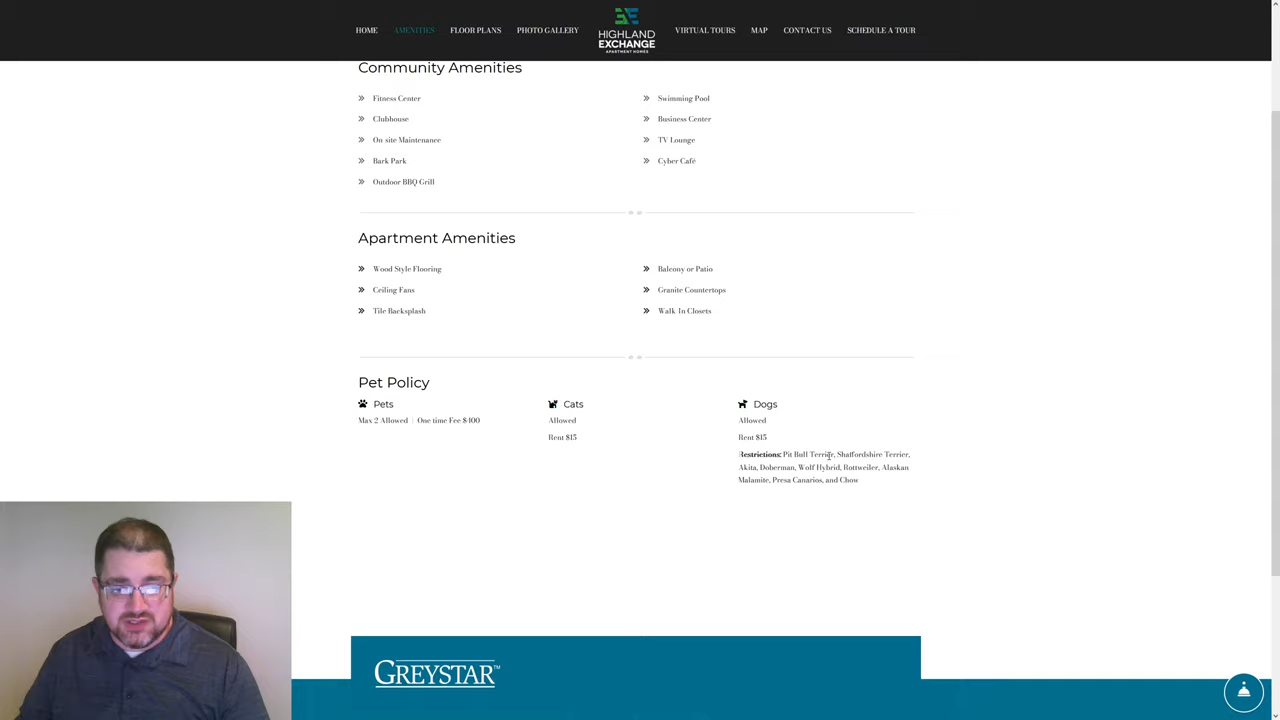 HOME AMENITIES FLOOR PLANS PHOTO GALLERY
HIGHLAND
EXCHANGE
APARTMENT HOMES
VIRTUAL TOURS MAP CONTACT US SCHEDULE A TOUR
Community Amenities
Fitness Center
Swimming Pool
Clubhouse
Business Center
On-site Maintenance
TV Lounge
Bark Park
Cyber Café
Outdoor BBQ Grill
Apartment Amenities
Wood Style Flooring
Balcony or Patio
Ceiling Fans
Granite Countertops
Tile Backsplash
Walk-In Closets
Pet Policy
Pets
Max 2 Allowed | One time Fee $400
Cats
Allowed
Rent $15
Dogs
Allowed
Rent $15
Restrictions: Pit Bull Terrier, Shaffordshire Terrier,
Akita, Doberman, Wolf Hybrid, Rottweiler, Alaskan
Malamite, Presa Canarios, and Chow
GREYSTAR™